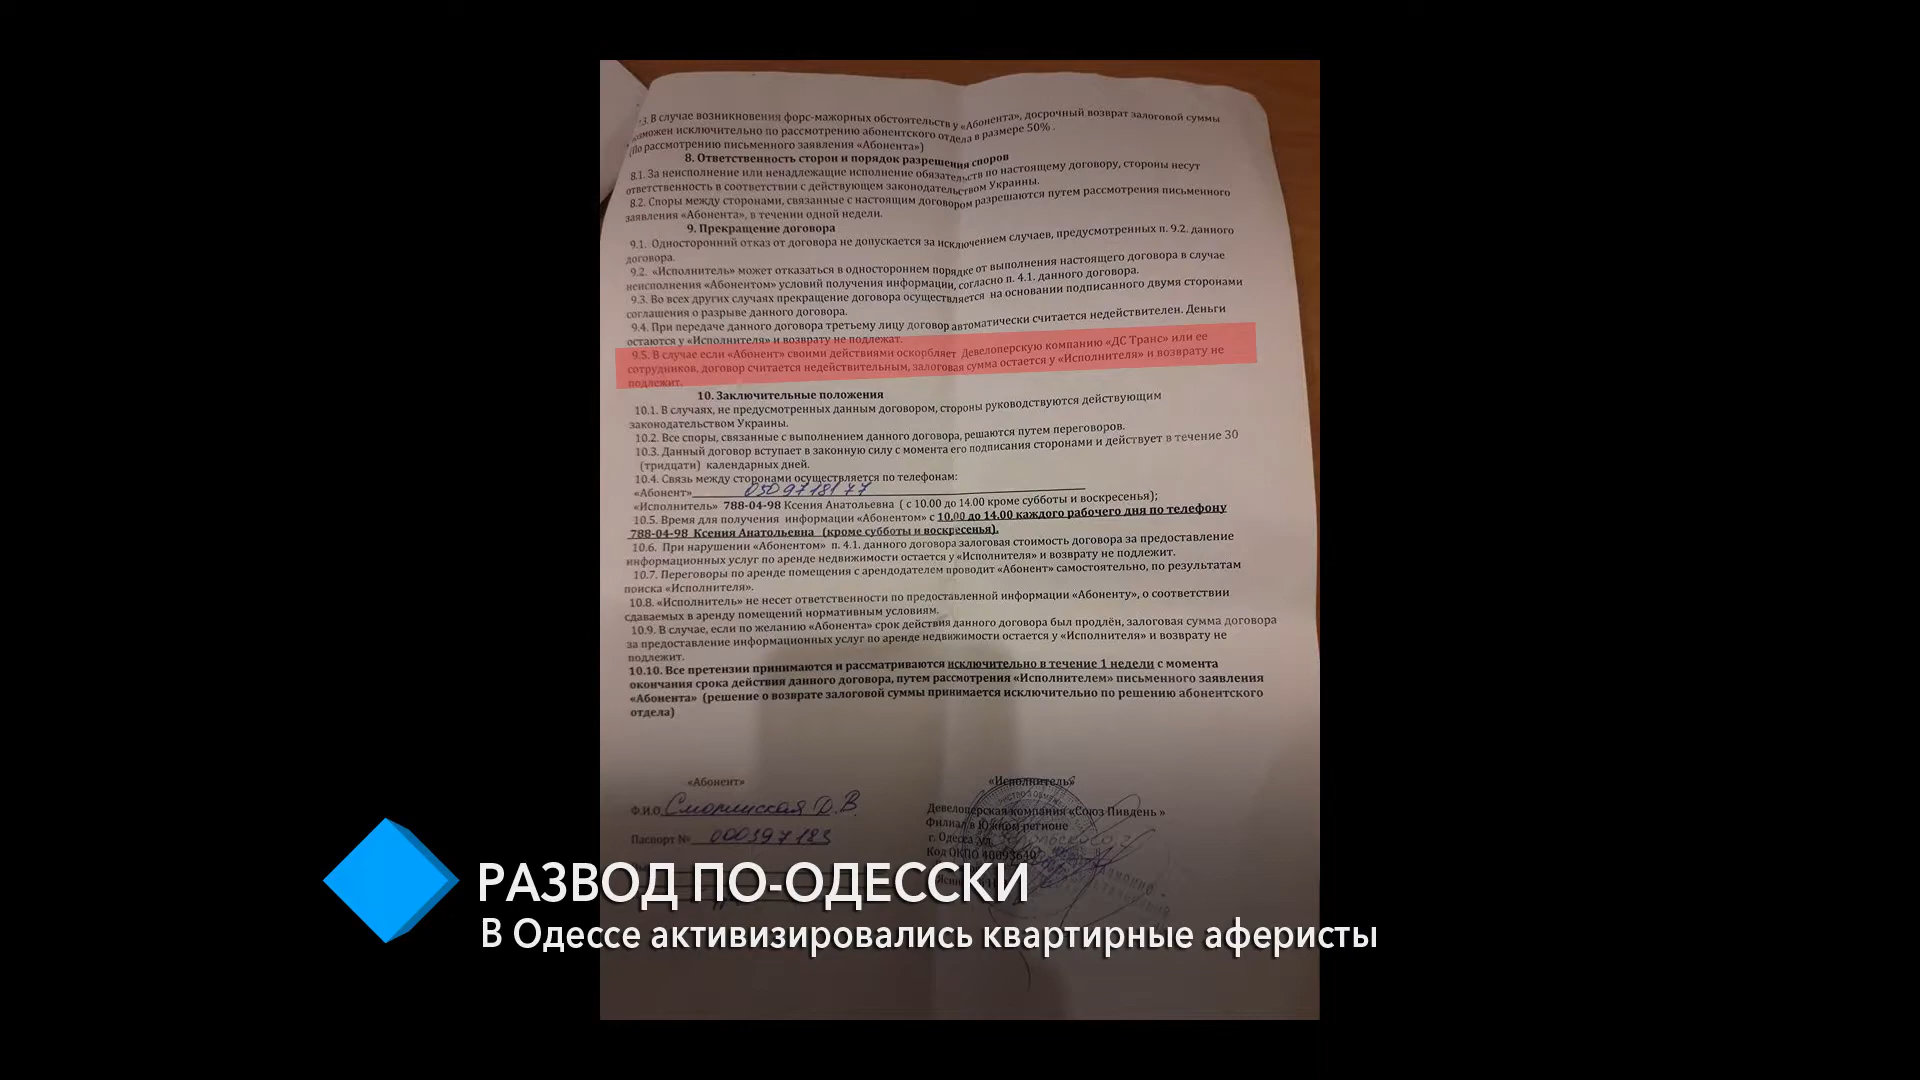 .3. В случае возникновения форс-мажорных обстоятельств у «Абонента», досрочный возврат залоговой суммы
возможен исключительно по рассмотрению абонентского отдела в размере 50% .
(По рассмотрению письменного заявления «Абонента»)
8. Ответственность сторон и порядок разрешения споров
8.1. За неисполнение или ненадлежащие исполнение обязательств по настоящему договору, стороны несут
ответственность в соответствии с действующем законодательством Украины.
8.2. Споры между сторонами, связанные с настоящим договором разрешаются путем рассмотрения письменного
заявления «Абонента», в течении одной недели.
9. Прекращение договора
9.1. Односторонний отказ от договора не допускается за исключением случаев, предусмотренных п. 9.2. данного
договора.
9.2. «Исполнитель» может отказаться в одностороннем порядке от выполнения настоящего договора в случае
неисполнения «Абонентом» условий получения информации, согласно п. 4.1. данного договора.
9.3. Во всех других случаях прекращение договора осуществляется на основании подписанного двумя сторонами
соглашения о разрыве данного договора.
9.4. При передаче данного договора третьему лицу договор автоматически считается недействителен. Деньги
остаются у «Исполнителя» и возврату не подлежат.
9.5. В случае если «Абонент» своими действиями оскорбляет Девелоперскую компанию «ДС Транс» или ее
сотрудников, договор считается недействительным, залоговая сумма остается у «Исполнителя» и возврату не
подлежит.
10. Заключительные положения
10.1. В случаях, не предусмотренных данным договором, стороны руководствуются действующим
законодательством Украины.
10.2. Все споры, связанные с выполнением данного договора, решаются путем переговоров.
10.3. Данный договор вступает в законную силу с момента его подписания сторонами и действует в течение 30
(тридцати) календарных дней.
10.4. Связь между сторонами осуществляется по телефонам:
«Абонент» 0509718177
«Исполнитель» 788-04-98 Ксения Анатольевна ( с 10.00 до 14.00 кроме субботы и воскресенья);
10.5. Время для получения информации «Абонентом» с 10.00 до 14.00 каждого рабочего дня по телефону
788-04-98 Ксения Анатольевна (кроме субботы и воскресенья).
10.6. При нарушении «Абонентом» п. 4.1. данного договора залоговая стоимость договора за предоставление
информационных услуг по аренде недвижимости остается у «Исполнителя» и возврату не подлежит.
10.7. Переговоры по аренде помещения с арендодателем проводит «Абонент» самостоятельно, по результатам
поиска «Исполнителя».
10.8. «Исполнитель» не несет ответственности по предоставленной информации «Абоненту», о соответствии
сдаваемых в аренду помещений нормативным условиям.
10.9. В случае, если по желанию «Абонента» срок действия данного договора был продлён, залоговая сумма договора
за предоставление информационных услуг по аренде недвижимости остается у «Исполнителя» и возврату не
подлежит.
10.10. Все претензии принимаются и рассматриваются исключительно в течение 1 недели с момента
окончания срока действия данного договора, путем рассмотрения «Исполнителем» письменного заявления
«Абонента» (решение о возврате залоговой суммы принимается исключительно по решению абонентского
отдела)
«Абонент»
Ф.И.О. Сморжская Д. В
Паспорт № 000397183
«Исполнитель»
Девелоперская компания «Союз Пивдень »
Филиал в Южном регионе
г. Одесса ул.
Код ОКПО 40093640
РАЗВОД ПО-ОДЕССКИ
В Одессе активизировались квартирные аферисты